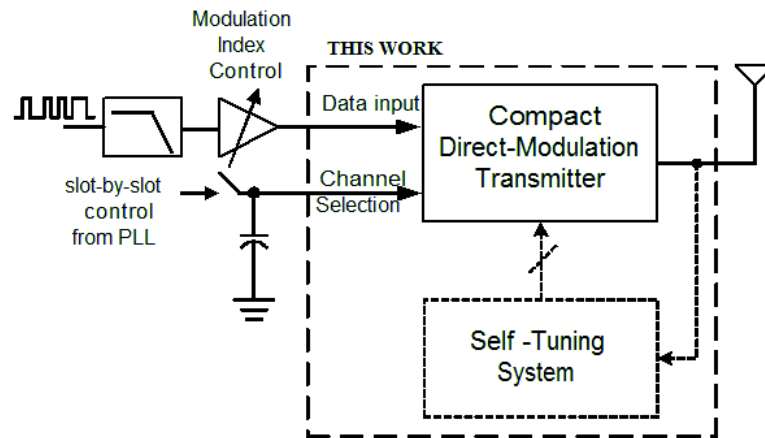 Modulation
Index
Control
THIS WORK
Data input
Compact
Direct-Modulation
Transmitter
slot-by-slot
control
from PLL
Channel
Selection
Self -Tuning
System